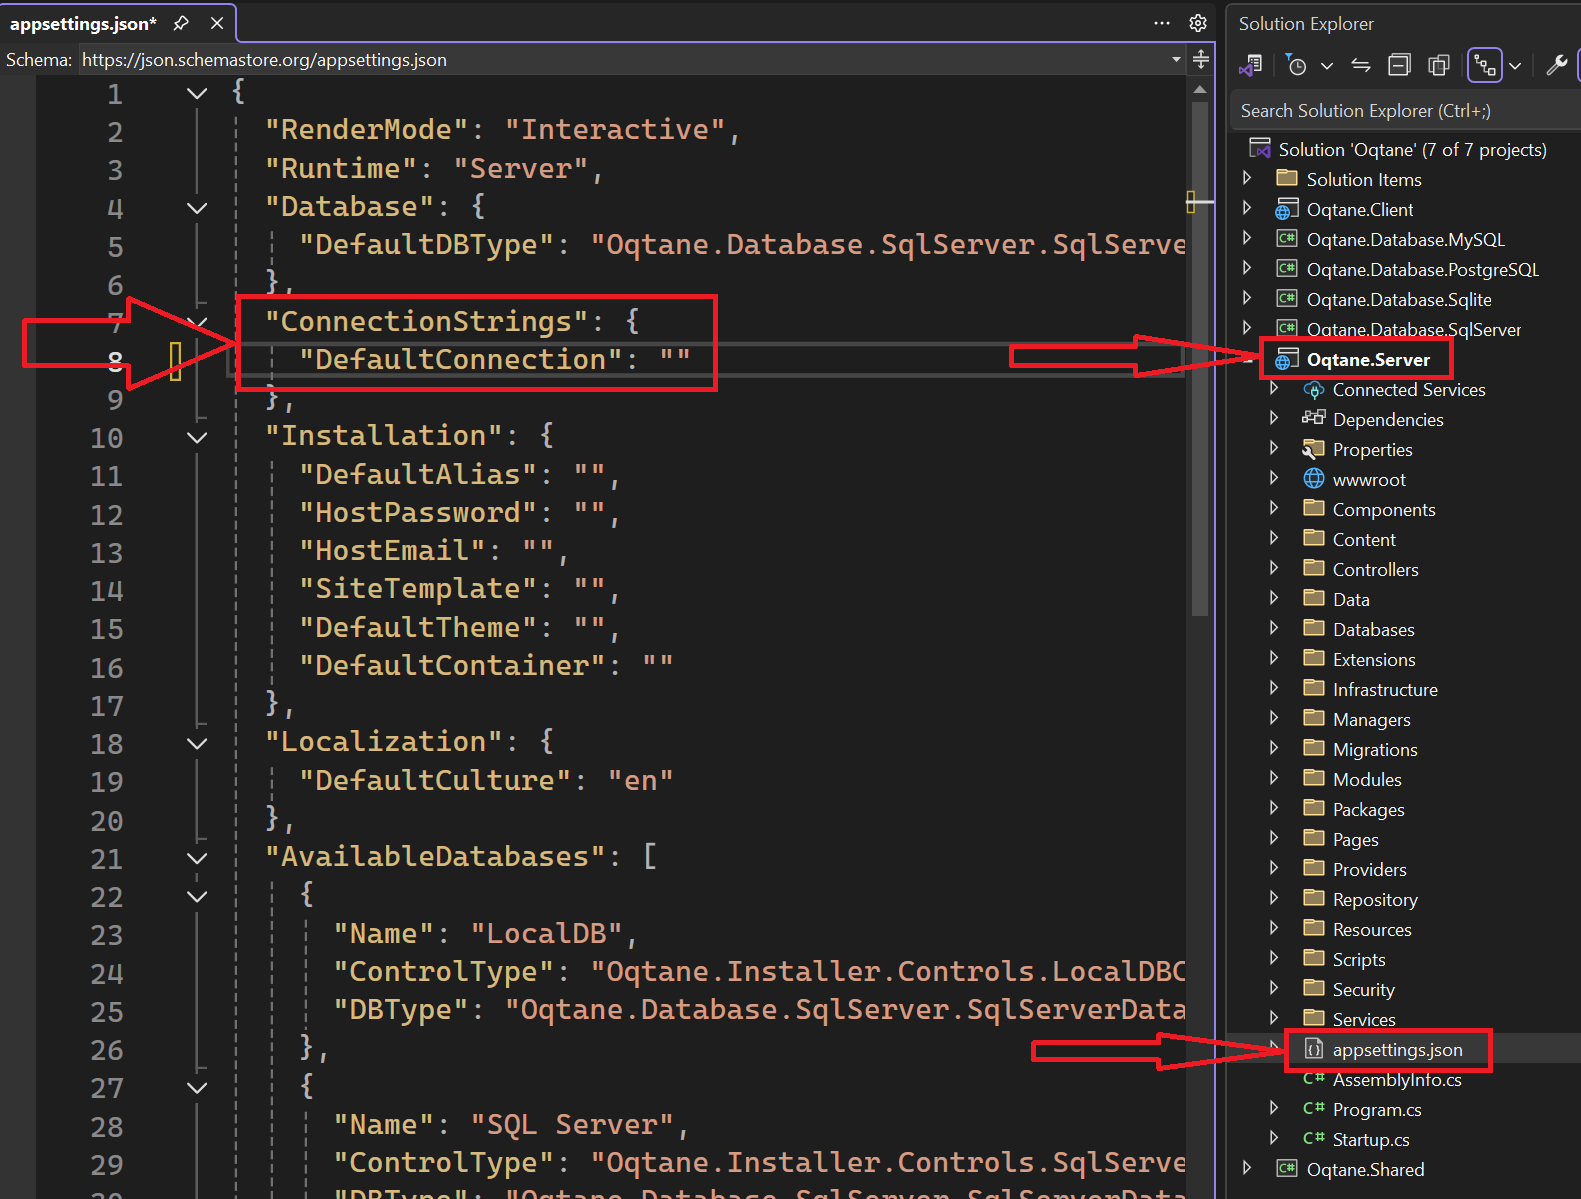 appsettings.json*
Schema: https://json.schemastore.org/appsettings.json
1 {
2 "RenderMode": "Interactive",
3 "Runtime": "Server",
4 "Database": {
5 "DefaultDBType": "Oqtane.Database.SqlServer.SqlServe
6 },
7 "ConnectionStrings": {
8 "DefaultConnection": ""
9 },
10 "Installation": {
11 "DefaultAlias": "",
12 "HostPassword": "",
13 "HostEmail": "",
14 "SiteTemplate": "",
15 "DefaultTheme": "",
16 "DefaultContainer": ""
17 },
18 "Localization": {
19 "DefaultCulture": "en"
20 },
21 "AvailableDatabases": [
22 {
23 "Name": "LocalDB",
24 "ControlType": "Oqtane.Installer.Controls.LocalDBC
25 "DBType": "Oqtane.Database.SqlServer.SqlServerData
26 },
27 {
28 "Name": "SQL Server",
29 "ControlType": "Oqtane.Installer.Controls.SqlServe
30 "DBType": "Oqtane.Database.SqlServer.SqlServerData
Solution Explorer
Search Solution Explorer (Ctrl+;)
Solution 'Oqtane' (7 of 7 projects)
Solution Items
Oqtane.Client
C# Oqtane.Database.MySQL
C# Oqtane.Database.PostgreSQL
C# Oqtane.Database.Sqlite
C# Oqtane.Database.SqlServer
Oqtane.Server
Connected Services
Dependencies
Properties
wwwroot
Components
Content
Controllers
Data
Databases
Extensions
Infrastructure
Managers
Migrations
Modules
Packages
Pages
Providers
Repository
Resources
Scripts
Security
Services
appsettings.json
C# AssemblyInfo.cs
C# Program.cs
C# Startup.cs
C# Oqtane.Shared